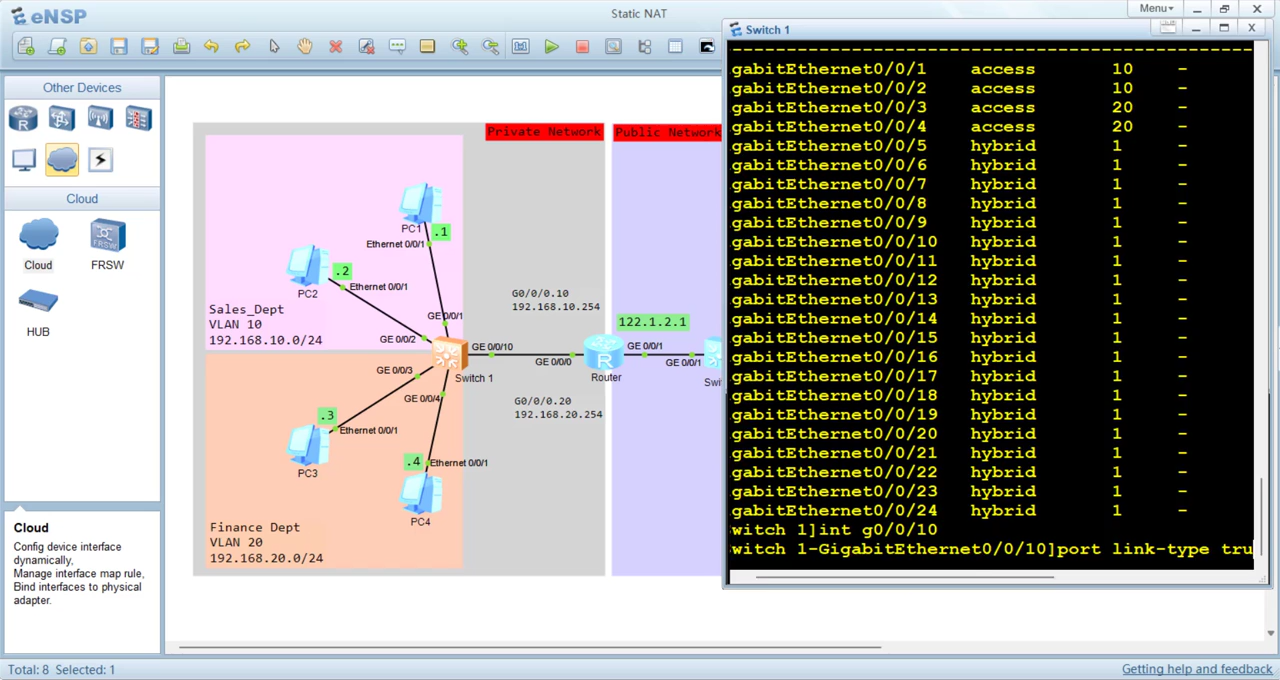 eNSP
Static NAT
Menu
Other Devices
Cloud
Cloud
FRSW
FRSW
HUB
Cloud
Config device interface
dynamically,
Manage interface map rule,
Bind interfaces to physical
adapter.
Private Network
Public Network
PC1
.1
Ethernet 0/0/1
PC2
.2
Ethernet 0/0/1
Sales_Dept
VLAN 10
192.168.10.0/24
GE 0/0/1
GE 0/0/2
GE 0/0/3
GE 0/0/4
GE 0/0/10
Switch 1
.3
Ethernet 0/0/1
PC3
.4
Ethernet 0/0/1
PC4
Finance Dept
VLAN 20
192.168.20.0/24
G0/0/0.10
192.168.10.254
G0/0/0.20
192.168.20.254
GE 0/0/0
R
Router
122.1.2.1
GE 0/0/1
GE 0/0/1
Swi
Switch 1
gabitEthernet0/0/1 access 10 -
gabitEthernet0/0/2 access 10 -
gabitEthernet0/0/3 access 20 -
gabitEthernet0/0/4 access 20 -
gabitEthernet0/0/5 hybrid 1 -
gabitEthernet0/0/6 hybrid 1 -
gabitEthernet0/0/7 hybrid 1 -
gabitEthernet0/0/8 hybrid 1 -
gabitEthernet0/0/9 hybrid 1 -
gabitEthernet0/0/10 hybrid 1 -
gabitEthernet0/0/11 hybrid 1 -
gabitEthernet0/0/12 hybrid 1 -
gabitEthernet0/0/13 hybrid 1 -
gabitEthernet0/0/14 hybrid 1 -
gabitEthernet0/0/15 hybrid 1 -
gabitEthernet0/0/16 hybrid 1 -
gabitEthernet0/0/17 hybrid 1 -
gabitEthernet0/0/18 hybrid 1 -
gabitEthernet0/0/19 hybrid 1 -
gabitEthernet0/0/20 hybrid 1 -
gabitEthernet0/0/21 hybrid 1 -
gabitEthernet0/0/22 hybrid 1 -
gabitEthernet0/0/23 hybrid 1 -
gabitEthernet0/0/24 hybrid 1 -
witch 1]int g0/0/10
witch 1-GigabitEthernet0/0/10]port link-type tru
Total: 8 Selected: 1
Getting help and feedback